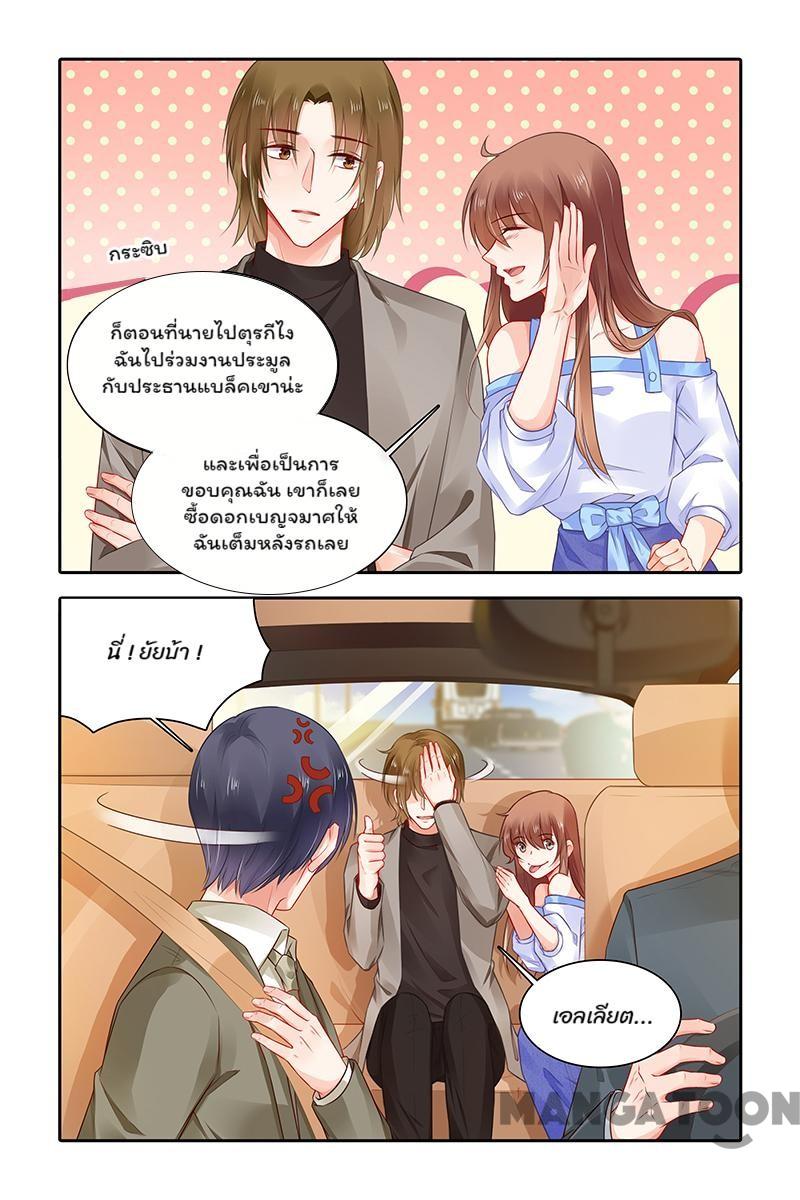 กระซิบ
ก็ตอนที่นายไปตุรกีไง
ฉันไปร่วมงานประมูล
กับประธานแบล็คเขาน่ะ
และเพื่อเป็นการ
ขอบคุณฉัน เขาก็เลย
ซื้อดอกเบญจมาศให้
ฉันเต็มหลังรถเลย
นี่ ! ยัยบ้า !
เอลเลียต...
MANGATOON